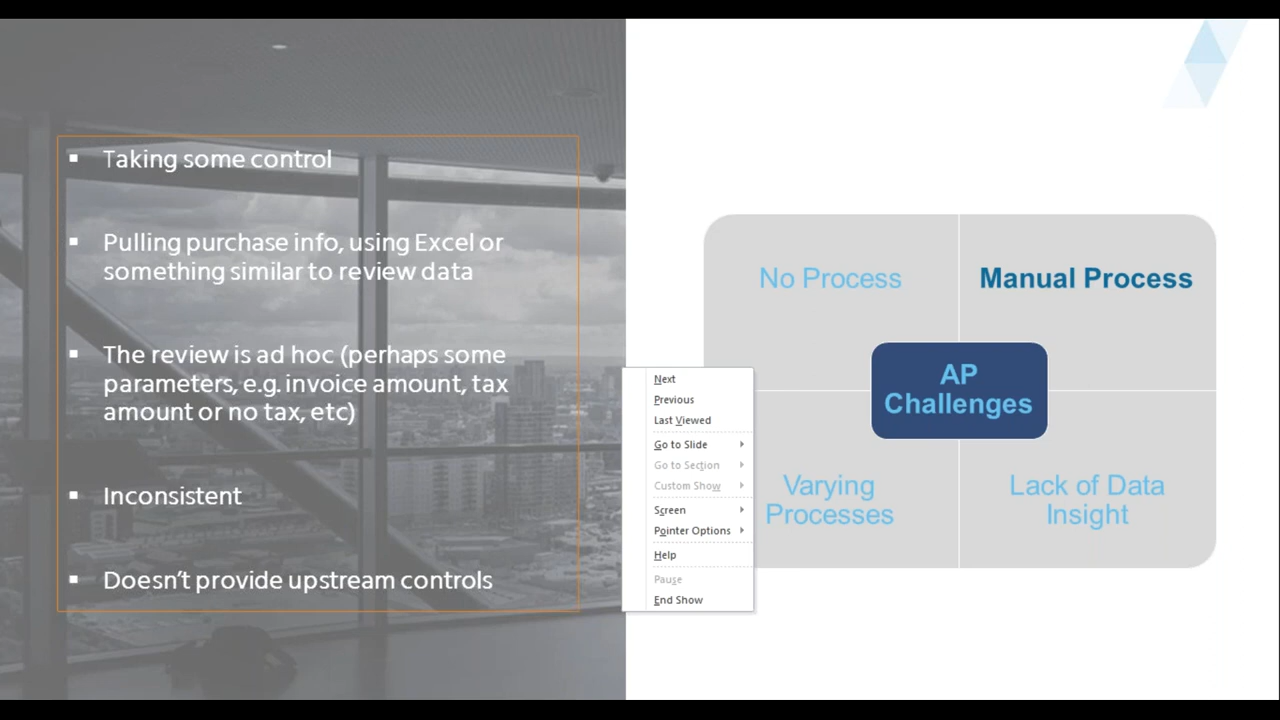 Taking some control
Pulling purchase info, using Excel or
something similar to review data
The review is ad hoc (perhaps some
parameters, e.g. invoice amount, tax
amount or no tax, etc)
Inconsistent
Doesn't provide upstream controls
Next
Previous
Last Viewed
Go to Slide
Go to Section
Custom Show
Screen
Pointer Options
Help
Pause
End Show
No Process
Manual Process
AP
Challenges
Varying
Processes
Lack of Data
Insight